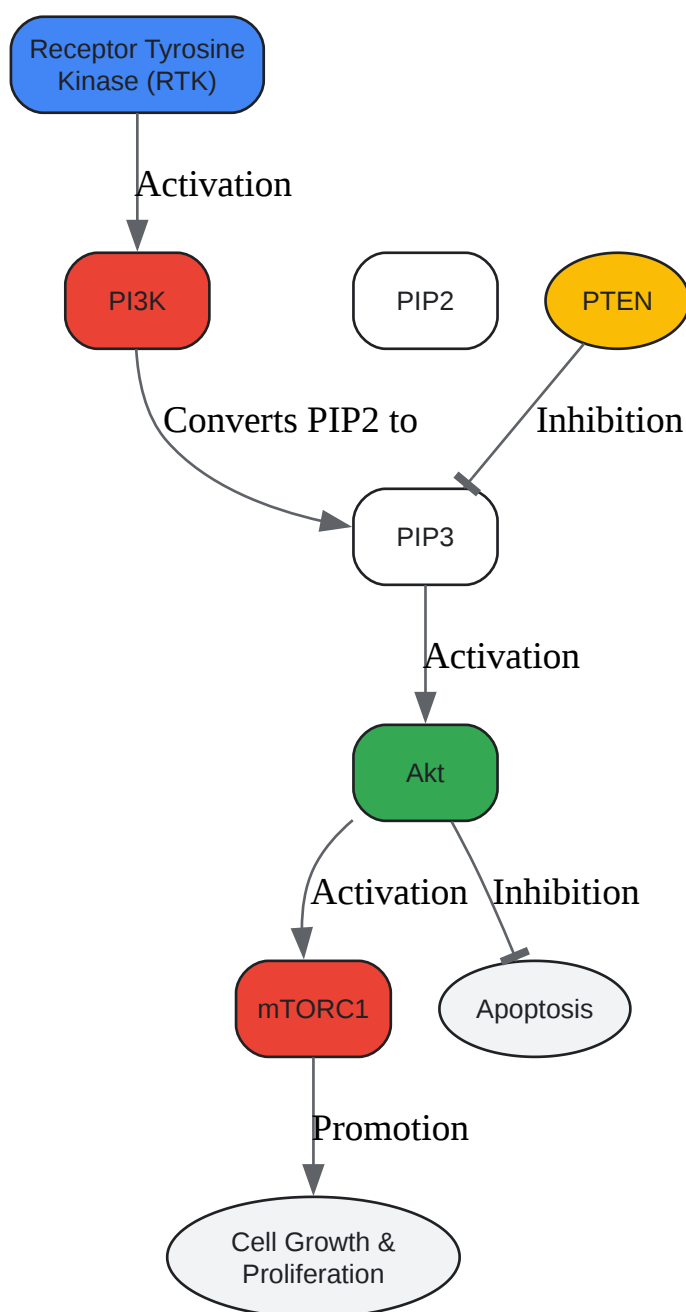 Receptor Tyrosine
Kinase (RTK)
Activation
PI3K
PIP2
PTEN
Converts PIP2 to
Inhibition
PIP3
Activation
Akt
Activation
Inhibition
mTORC1
Apoptosis
Promotion
Cell Growth &
Proliferation